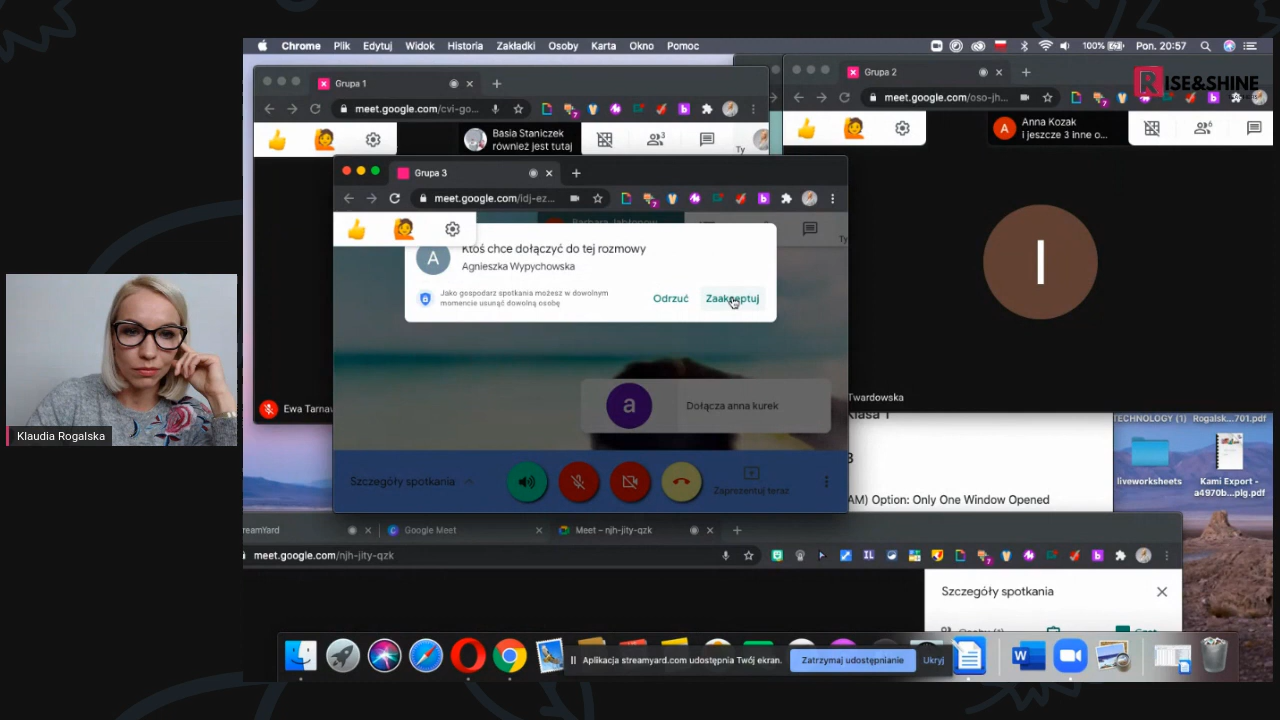 Chrome Plik Edytuj Widok Historia Zakładki Osoby Karta Okno Pomoc
100% Pon. 20:57
RISE&SHINE
Grupa 1
meet.google.com/cvi-go...
Basia Staniczek
również jest tutaj
3
Ty
Grupa 2
meet.google.com/oso-jh...
Anna Kozak
i jeszcze 3 inne o...
6
I
Grupa 3
meet.google.com/ldj-ez...
Ktoś chce dołączyć do tej rozmowy
A
Agnieszka Wypychowska
Jako gospodarz spotkania możesz w dowolnym
momencie usunąć dowolną osobę
Odrzuć Zaakceptuj
a Dołącza anna kurek
Ewa Tarnaw
Twardowska
Klaudia Rogalska
Klasa 1
3
AM) Option: Only One Window Opened
TECHNOLOGY (1) Rogalsk...701.pdf
liveworksheets
Kami Export -
a4970b...plg.pdf
Szczegóły spotkania
Zaprezentuj teraz
eamYard Google Meet Meet – njh-jity-qzk
meet.google.com/njh-jity-qzk
Szczegóły spotkania
Aplikacja streamyard.com udostępnia Twój ekran. Zatrzymaj udostępnianie Ukryj